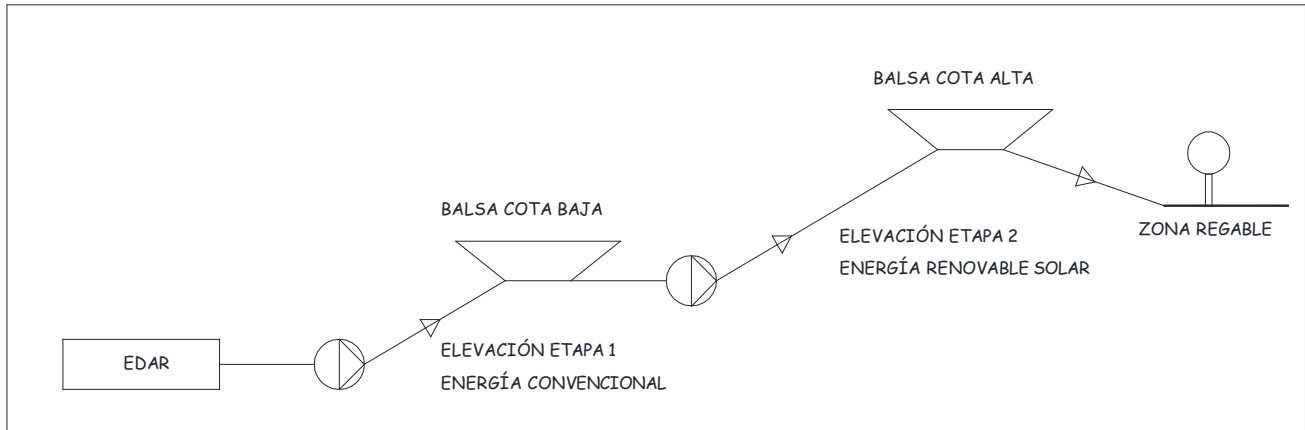 BALSA COTA ALTA
BALSA COTA BAJA
ELEVACIÓN ETAPA 2
ENERGÍA RENOVABLE SOLAR
ZONA REGABLE
EDAR
ELEVACIÓN ETAPA 1
ENERGÍA CONVENCIONAL